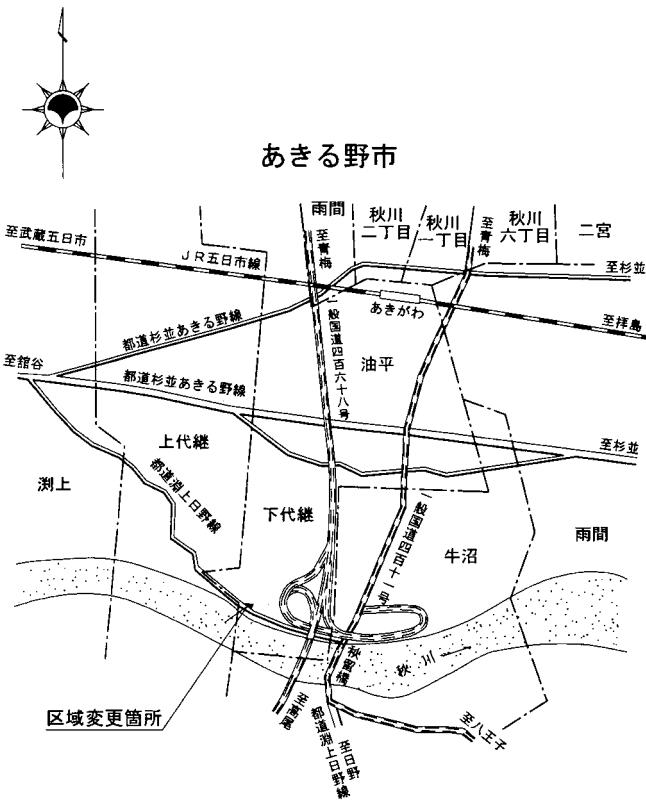 あきる野市
雨間
秋川
二丁目
秋川
一丁目
秋川
六丁目
二宮
至武蔵五日市
JR五日市線
至青梅
至青梅
至杉並
あきがわ
至拝島
都道杉並あきる野線
一般国道四百六十八号
油平
至舘谷
都道杉並あきる野線
至杉並
上代継
渕上
都道渕上日野線
下代継
一般国道四百十一号
牛沼
雨間
秋留橋
秋川
区域変更箇所
至高尾
都道渕上日野線
至日野
至八王子